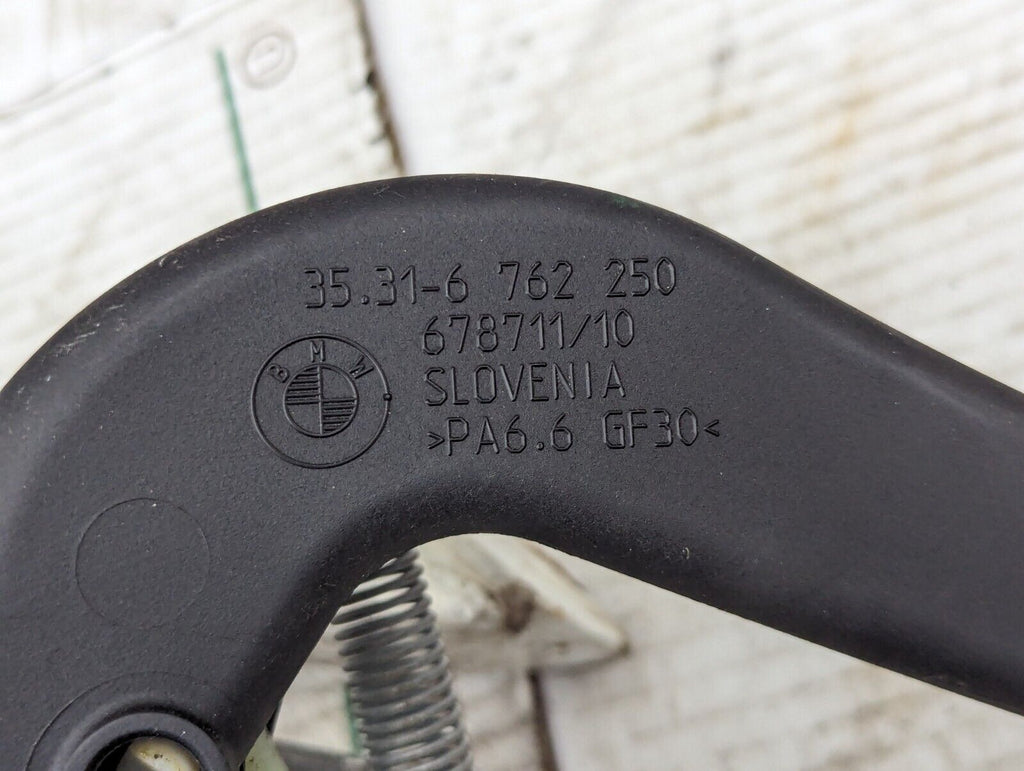 35.31-6 762 250
678711/10
SLOVENIA
>PA6.6 GF30<
BMW